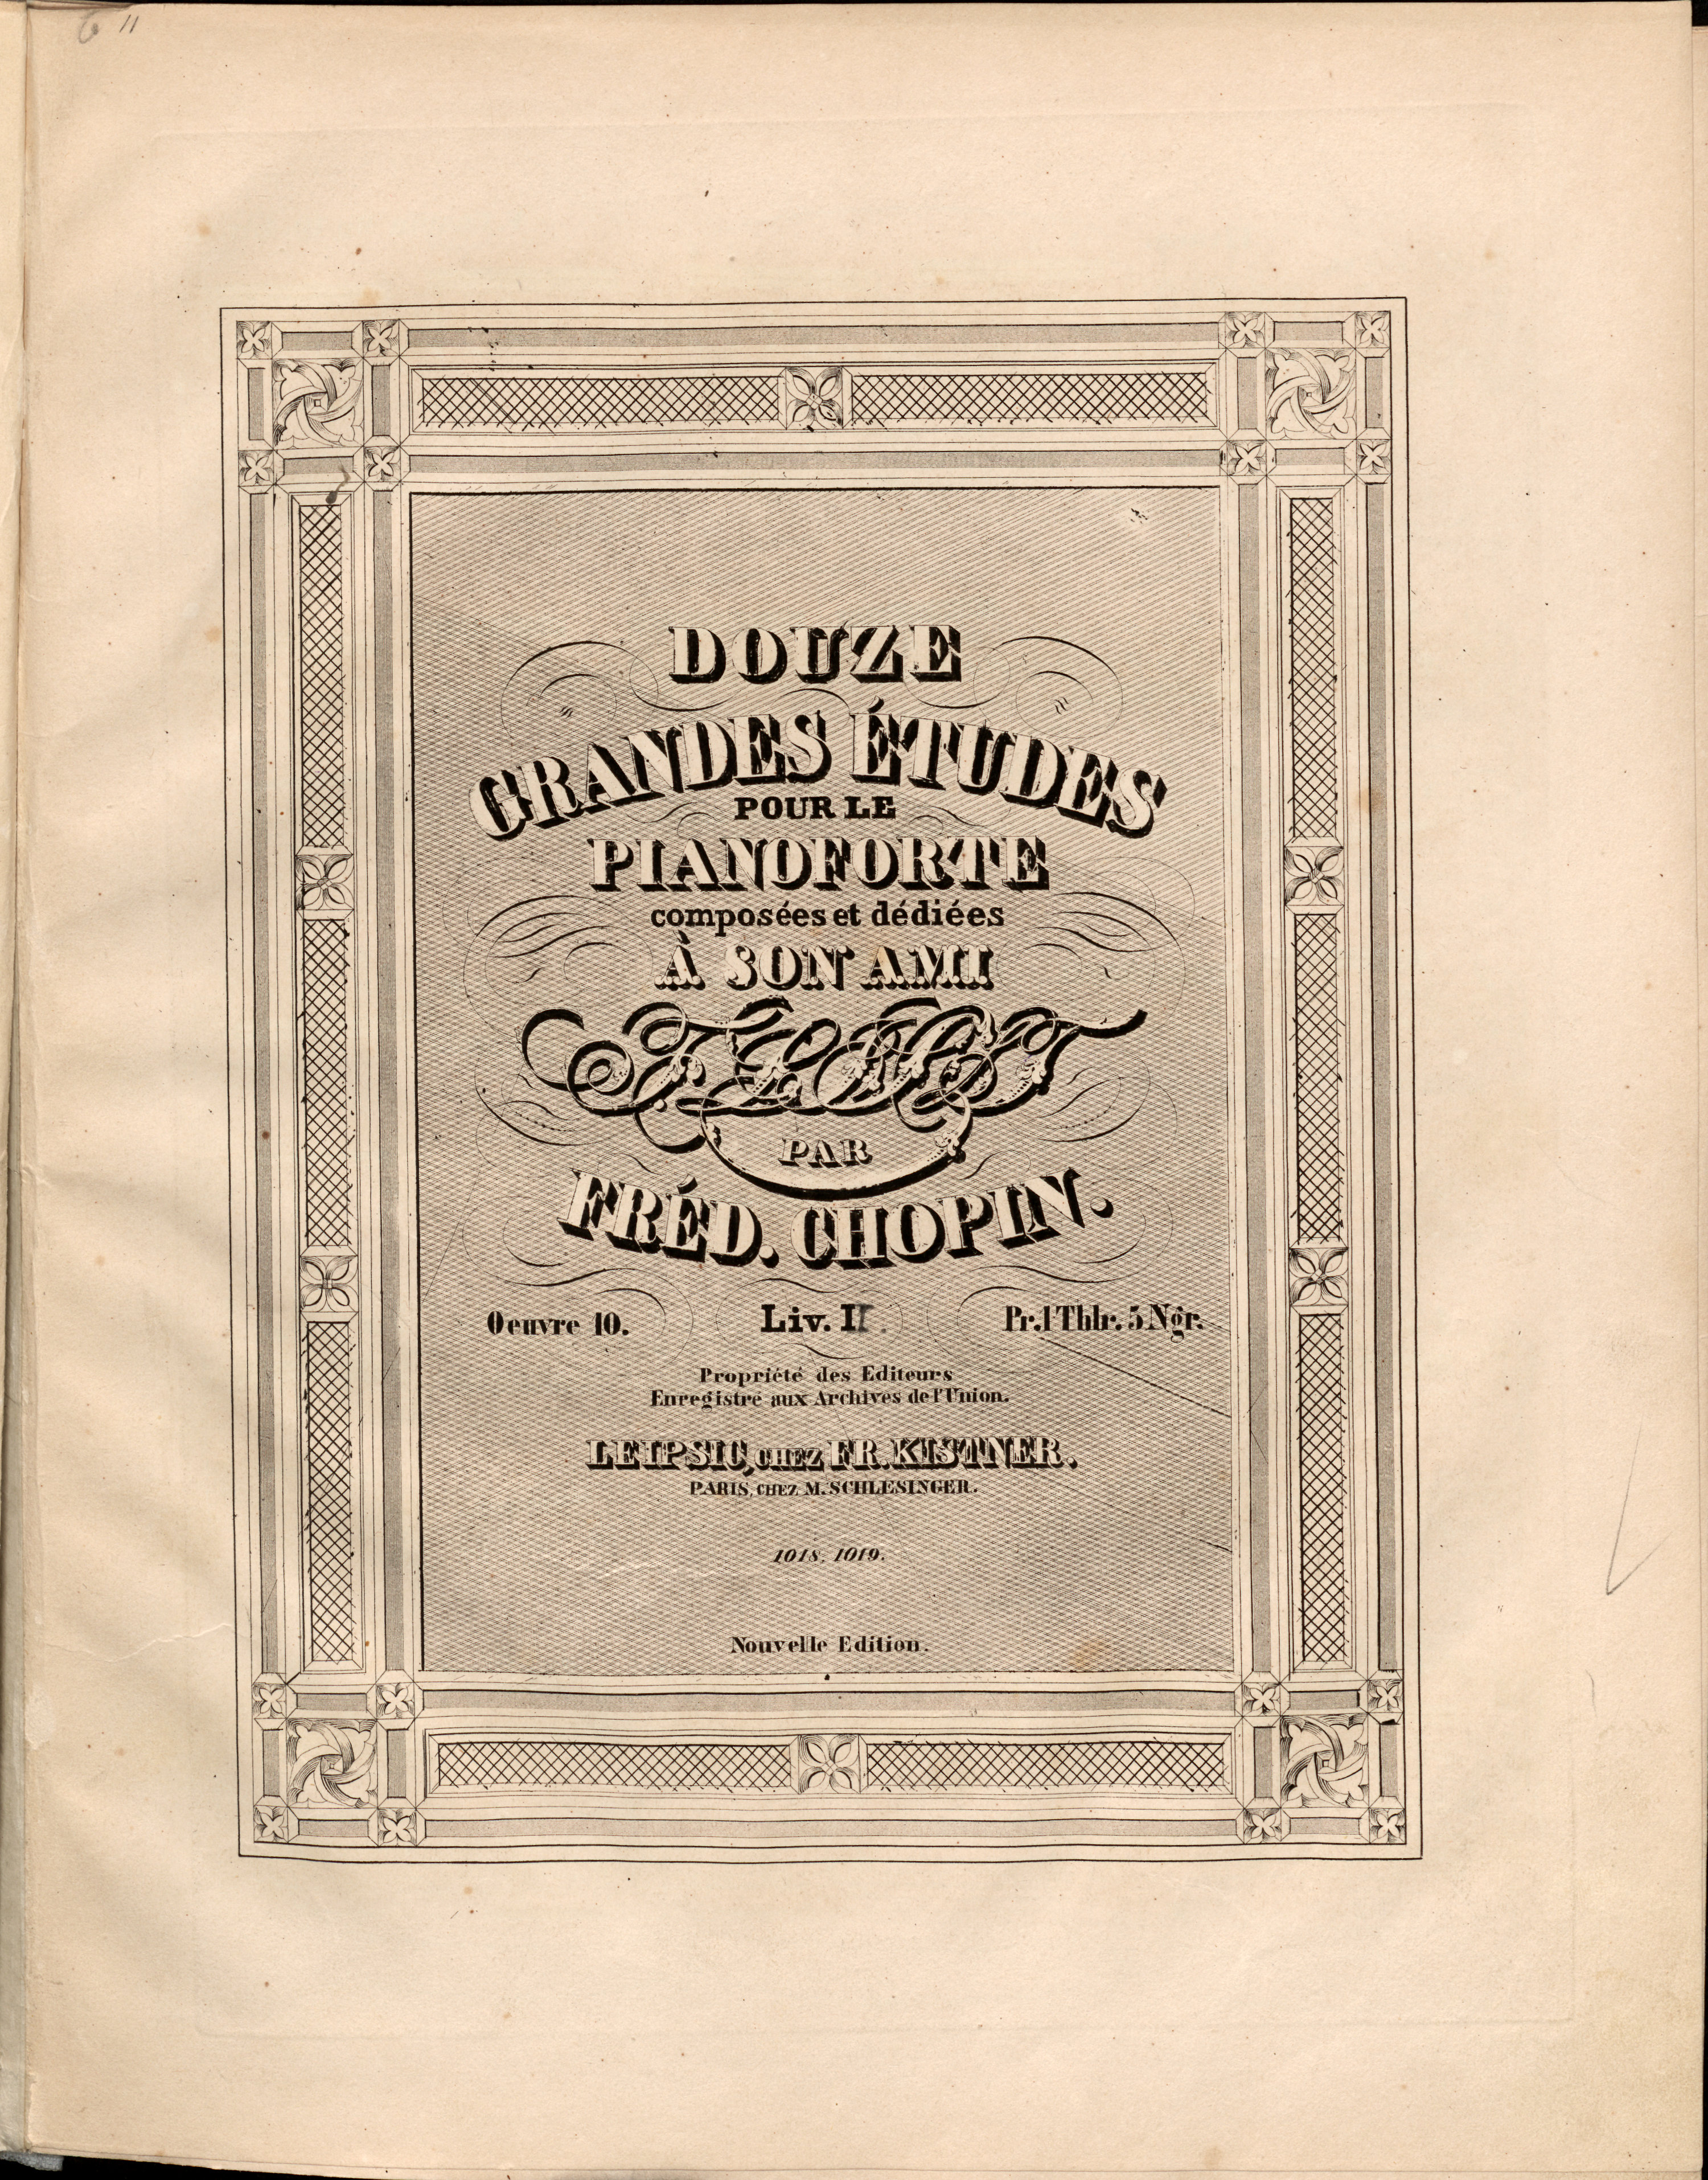 6 11
DOUZE
GRANDES ÉTUDES
POUR LE
PIANOFORTE
composées et dédiées
À SON AMI
F. LISZT
PAR
FRÉD. CHOPIN.
Oeuvre 10. Liv. II. Pr. 1 Thlr. 5 Ngr.
Propriété des Editeurs
Enregistré aux Archives de l'Union.
LEIPSIC, CHEZ FR. KISTNER.
PARIS, CHEZ M. SCHLESINGER.
1018, 1019.
Nouvelle Edition.